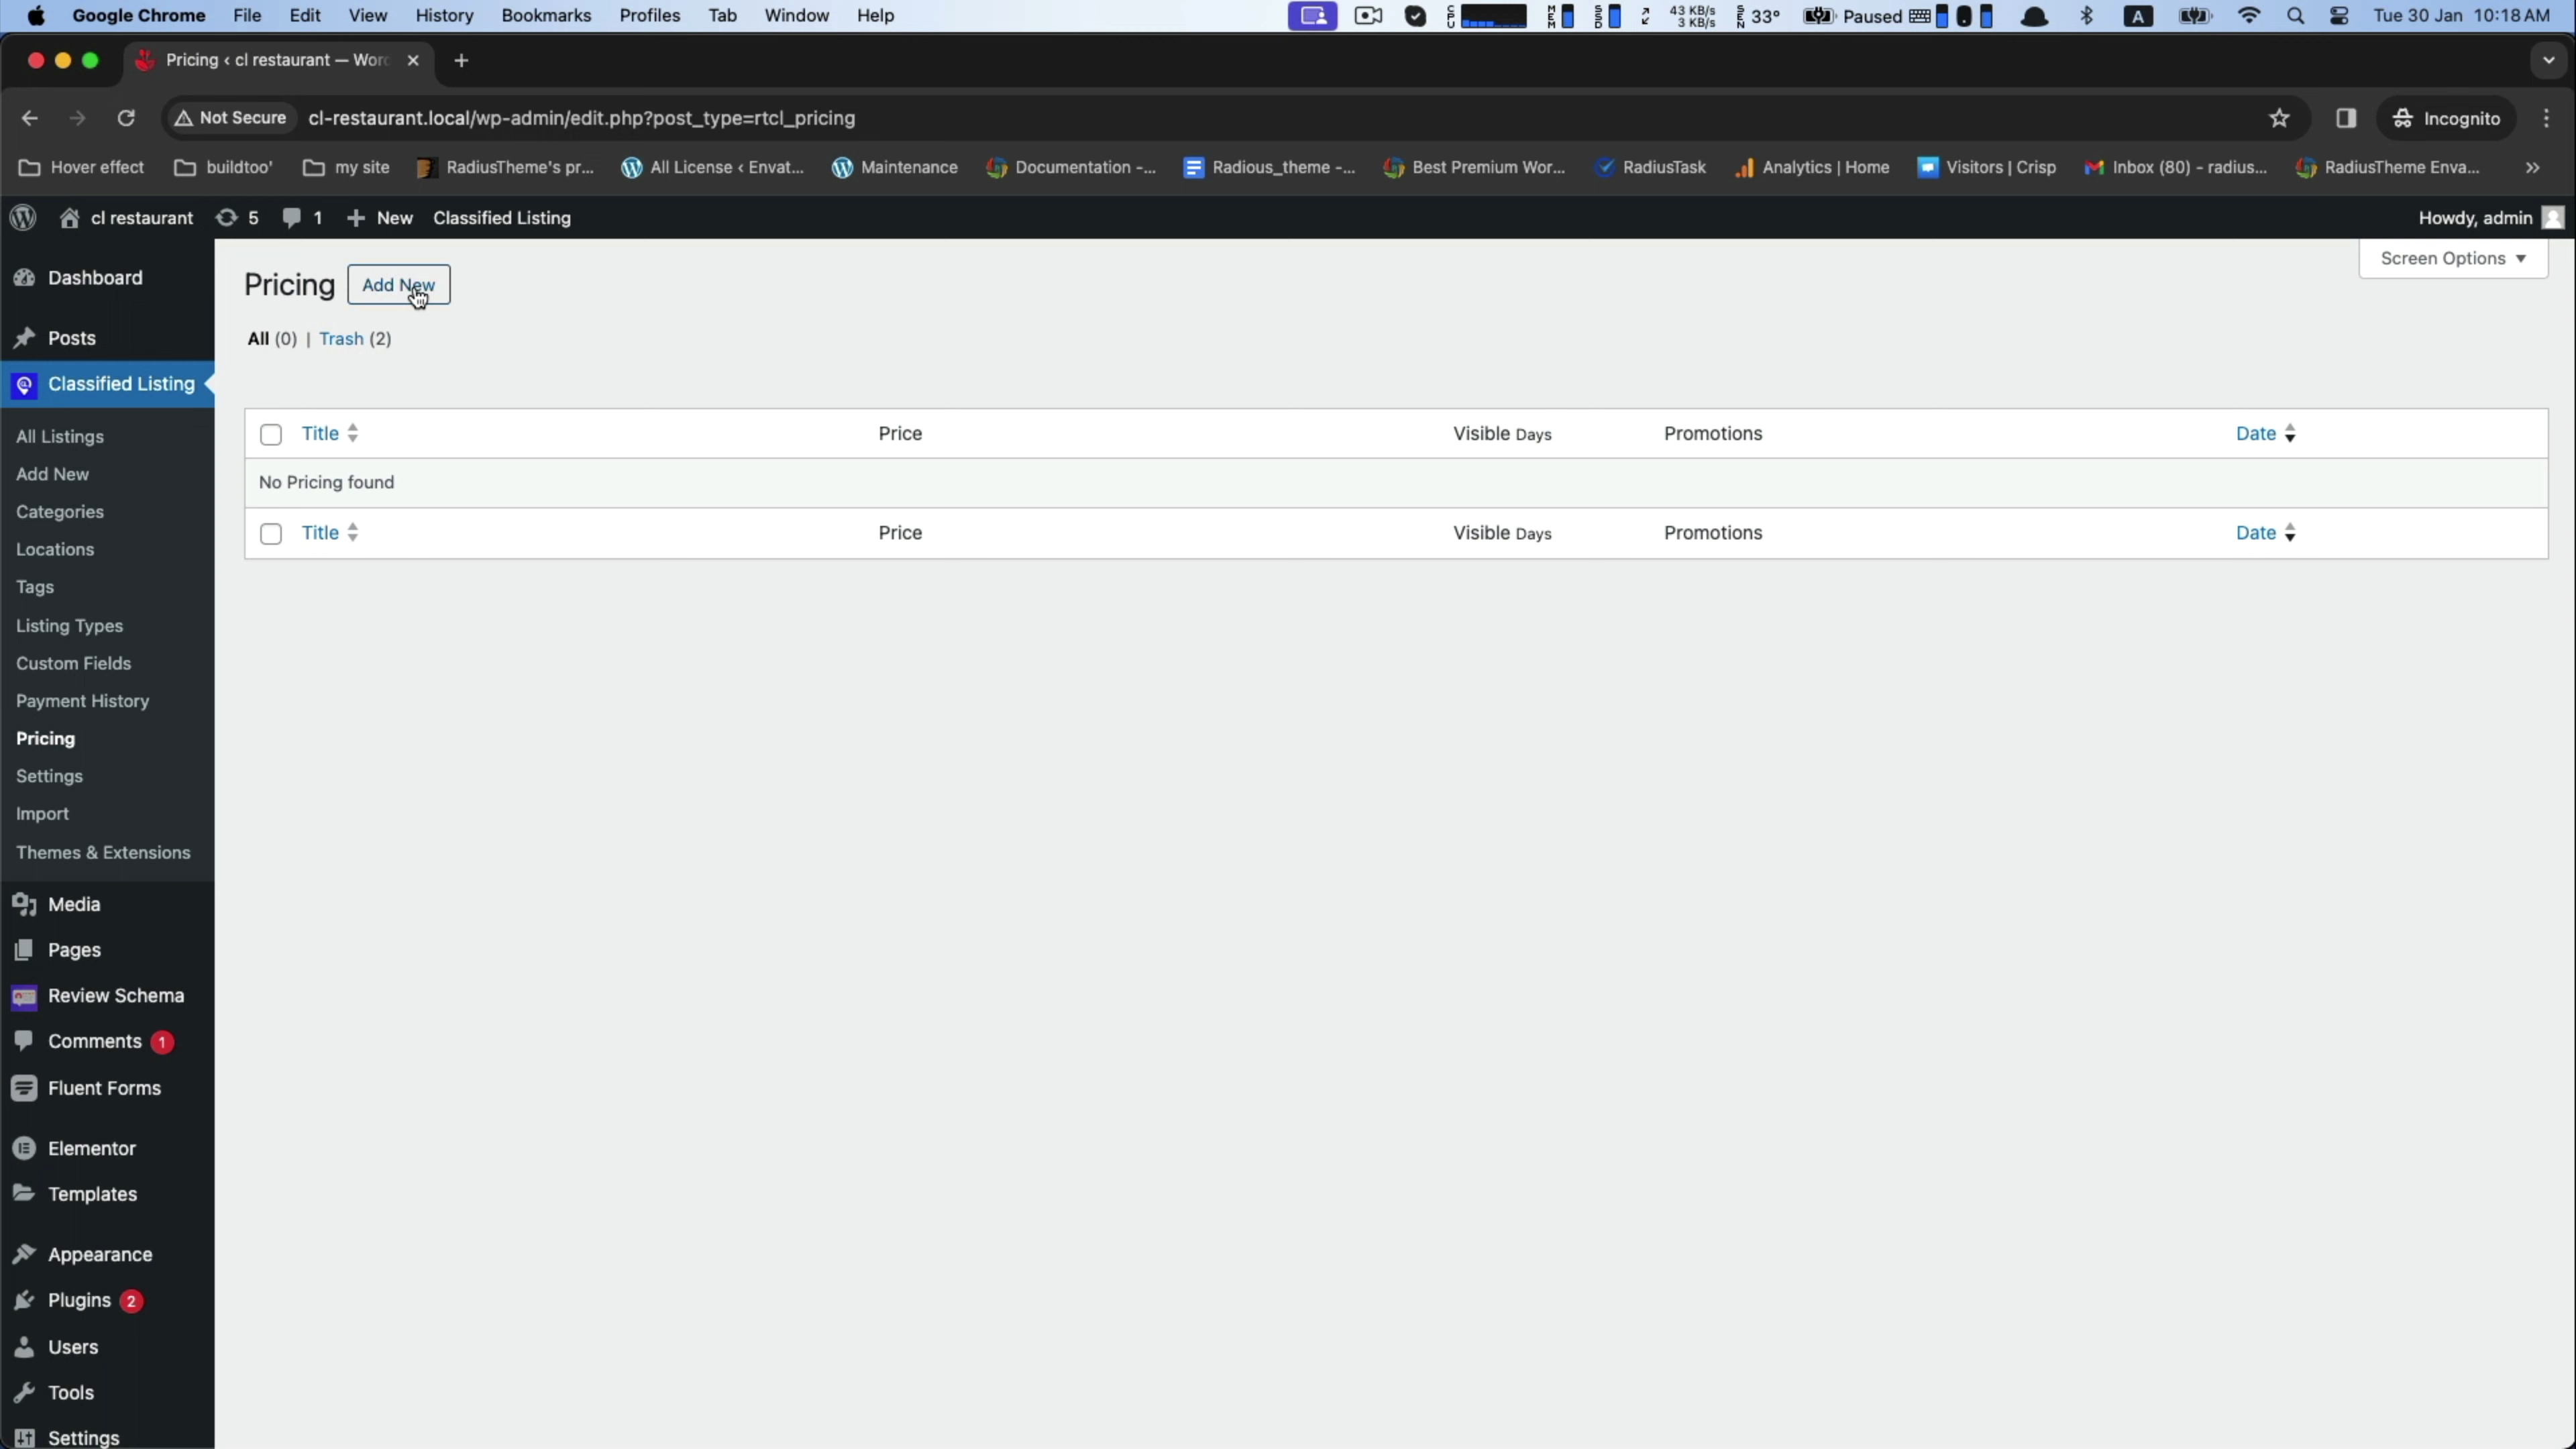 Google Chrome File Edit View History Bookmarks Profiles Tab Window Help CPU MEM SSD 43 KB/s 3 KB/s SEN 33° Paused A Tue 30 Jan 10:18 AM
Pricing ‹ cl restaurant — Wor
Not Secure cl-restaurant.local/wp-admin/edit.php?post_type=rtcl_pricing Incognito
Hover effect buildtoo' my site RadiusTheme's pr... All License ‹ Envat... Maintenance Documentation -... Radious_theme -... Best Premium Wor... RadiusTask Analytics | Home Visitors | Crisp Inbox (80) - radius... RadiusTheme Enva... »
cl restaurant 5 1 + New Classified Listing Howdy, admin
Screen Options ▼
Pricing Add New
All (0) | Trash (2)
Title Price Visible Days Promotions Date
No Pricing found
Title Price Visible Days Promotions Date
Dashboard
Posts
Classified Listing
All Listings
Add New
Categories
Locations
Tags
Listing Types
Custom Fields
Payment History
Pricing
Settings
Import
Themes & Extensions
Media
Pages
Review Schema
Comments 1
Fluent Forms
Elementor
Templates
Appearance
Plugins 2
Users
Tools
Settings